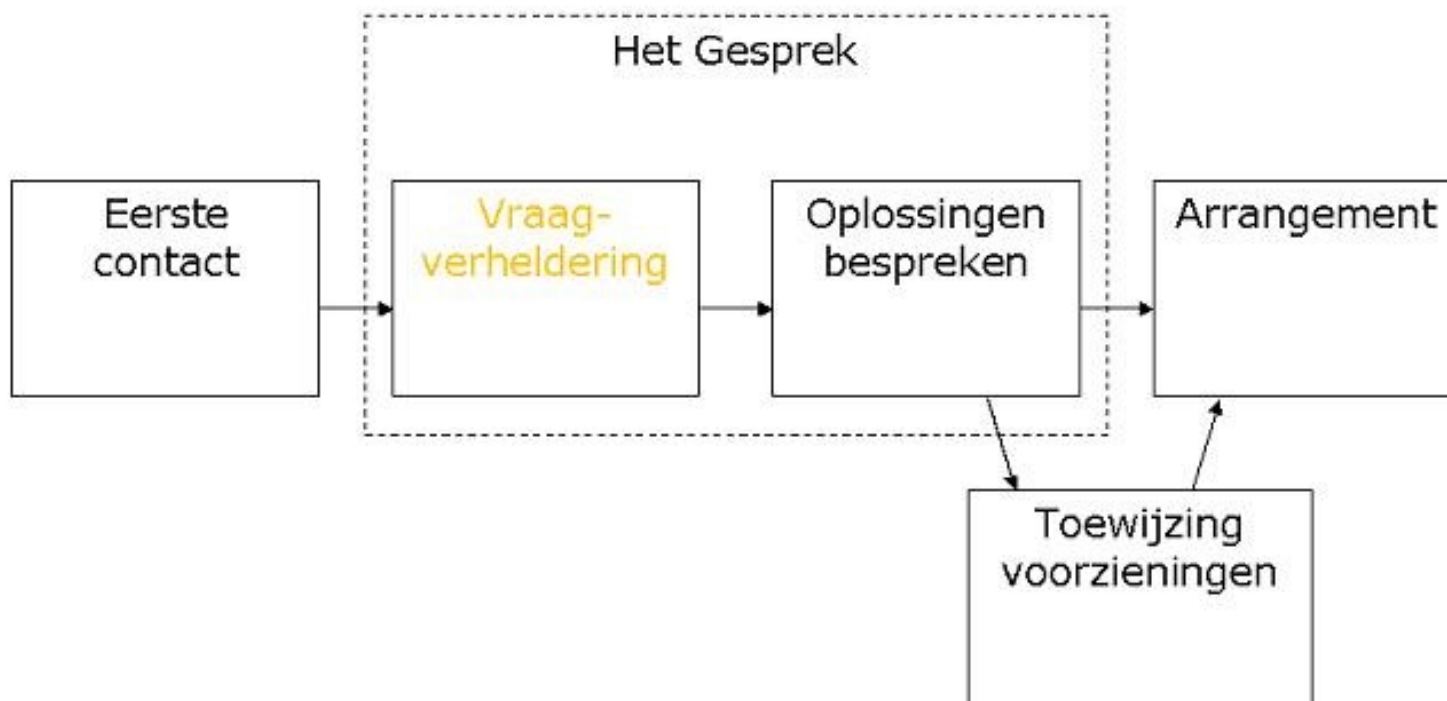 Het Gesprek
Eerste
contact
Vraag-
verheldering
Oplossingen
bespreken
Arrangement
Toewijzing
voorzieningen